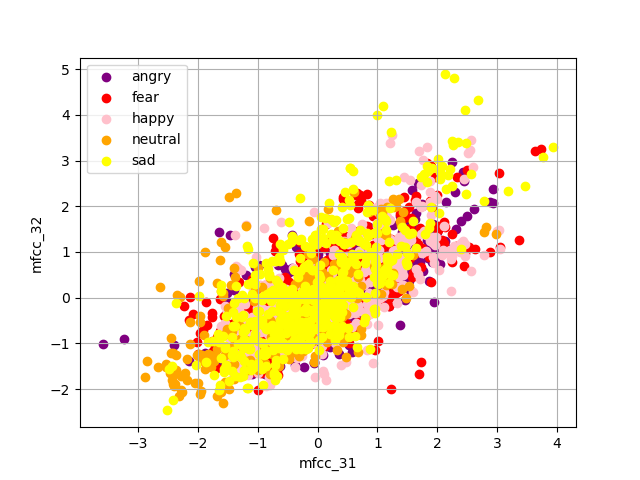 5
4
3
2
1
0
−1
−2
mfcc_32
angry
fear
happy
neutral
sad
−3 −2 −1 0 1 2 3 4
mfcc_31